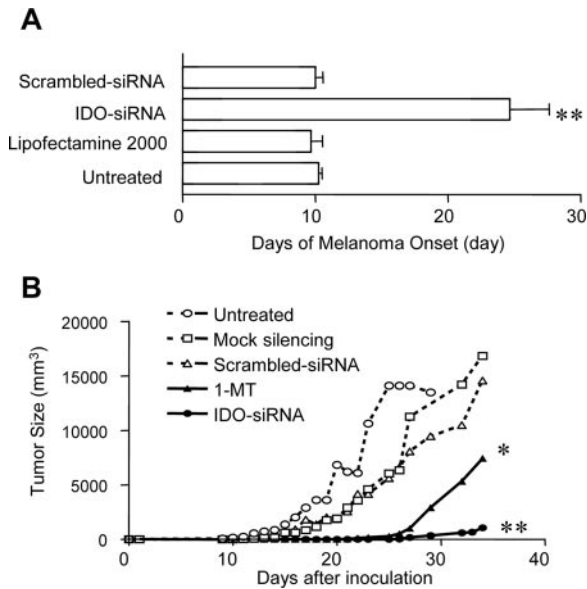 A
Scrambled-siRNA
IDO-siRNA
**
Lipofectamine 2000
Untreated
0 10 20 30
Days of Melanoma Onset (day)
B
Untreated
Mock silencing
Scrambled-siRNA
1-MT
IDO-siRNA
20000
15000
10000
5000
0
Tumor Size (mm³)
*
**
0 10 20 30 40
Days after inoculation